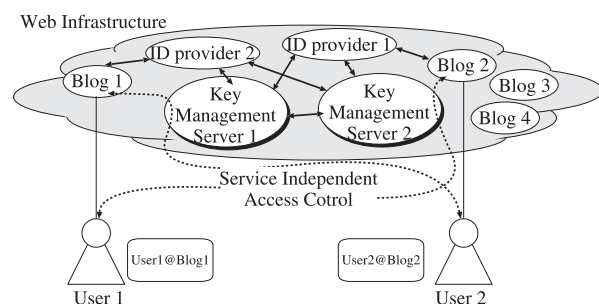 Web Infrastructure
ID provider 2
ID provider 1
Blog 1
Blog 2
Key
Management
Server 1
Key
Management
Server 2
Blog 3
Blog 4
Service Independent
Access Cotrol
User1@Blog1
User2@Blog2
User 1
User 2